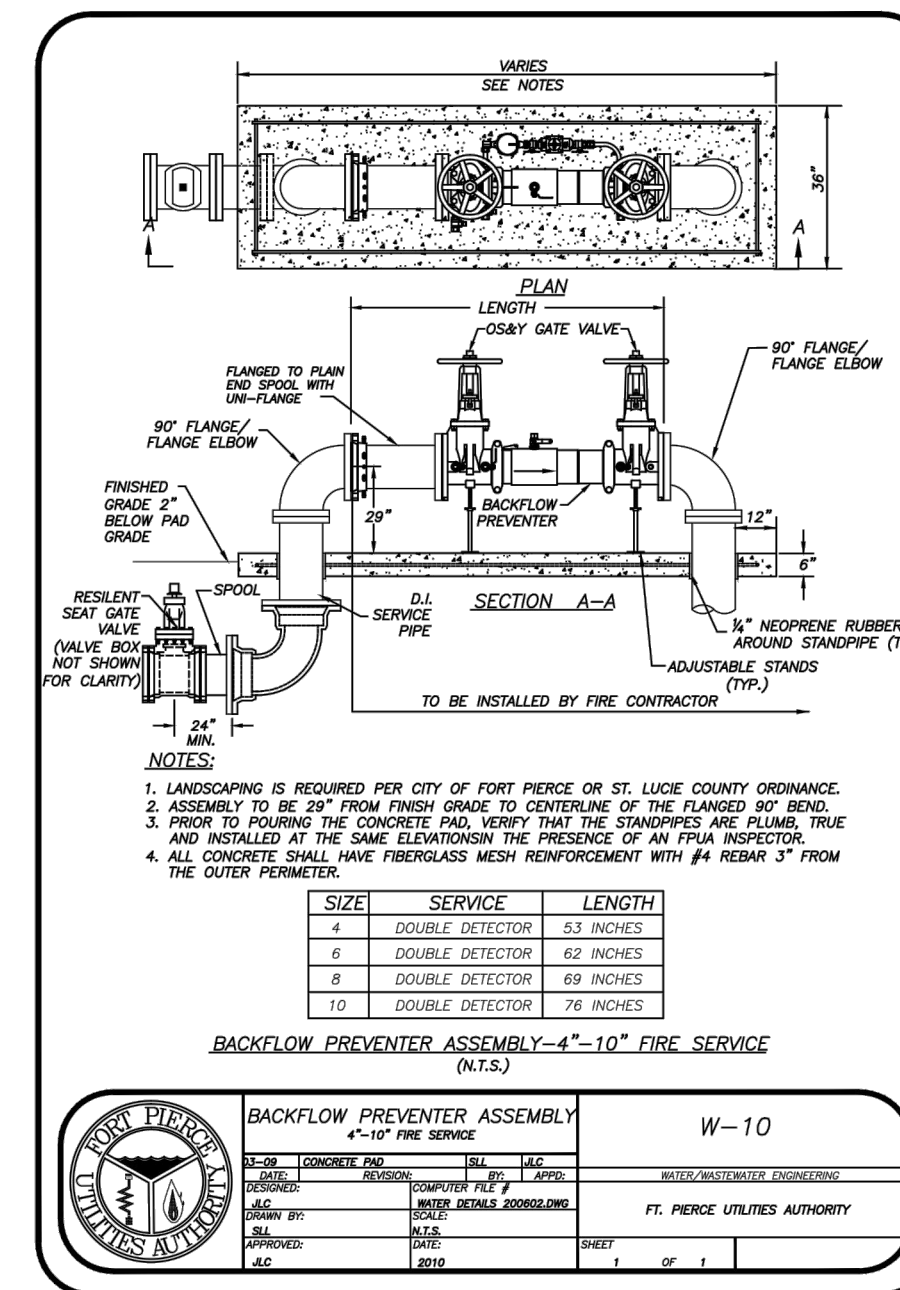 VARIES
SEE NOTES
36"
A
A
PLAN
LENGTH
OS&Y GATE VALVE
90° FLANGE/
FLANGE ELBOW
FLANGED TO PLAIN
END SPOOL WITH
UNI-FLANGE
90° FLANGE/
FLANGE ELBOW
FINISHED
GRADE 2"
BELOW PAD
GRADE
29"
BACKFLOW
PREVENTER
12"
6"
RESILENT
SEAT GATE
VALVE
(VALVE BOX
NOT SHOWN
FOR CLARITY)
SPOOL
D.I.
SERVICE
PIPE
SECTION A-A
¼" NEOPRENE RUBBER
AROUND STANDPIPE (T
ADJUSTABLE STANDS
(TYP.)
TO BE INSTALLED BY FIRE CONTRACTOR
24"
MIN.
NOTES:
1. LANDSCAPING IS REQUIRED PER CITY OF FORT PIERCE OR ST. LUCIE COUNTY ORDINANCE.
2. ASSEMBLY TO BE 29" FROM FINISH GRADE TO CENTERLINE OF THE FLANGED 90° BEND.
3. PRIOR TO POURING THE CONCRETE PAD, VERIFY THAT THE STANDPIPES ARE PLUMB, TRUE
AND INSTALLED AT THE SAME ELEVATIONSIN THE PRESENCE OF AN FPUA INSPECTOR.
4. ALL CONCRETE SHALL HAVE FIBERGLASS MESH REINFORCEMENT WITH #4 REBAR 3" FROM
THE OUTER PERIMETER.
SIZE SERVICE LENGTH
4 DOUBLE DETECTOR 53 INCHES
6 DOUBLE DETECTOR 62 INCHES
8 DOUBLE DETECTOR 69 INCHES
10 DOUBLE DETECTOR 76 INCHES
BACKFLOW PREVENTER ASSEMBLY-4"-10" FIRE SERVICE
(N.T.S.)
FORT PIERCE UTILITIES AUTHORITY
BACKFLOW PREVENTER ASSEMBLY
4"-10" FIRE SERVICE
W-10
03-09 CONCRETE PAD SLL JLC
DATE: REVISION: BY: APPD:
WATER/WASTEWATER ENGINEERING
DESIGNED: COMPUTER FILE #
JLC WATER DETAILS 200602.DWG
DRAWN BY: SCALE:
SLL N.T.S.
FT. PIERCE UTILITIES AUTHORITY
APPROVED: DATE:
JLC 2010
SHEET
1 OF 1